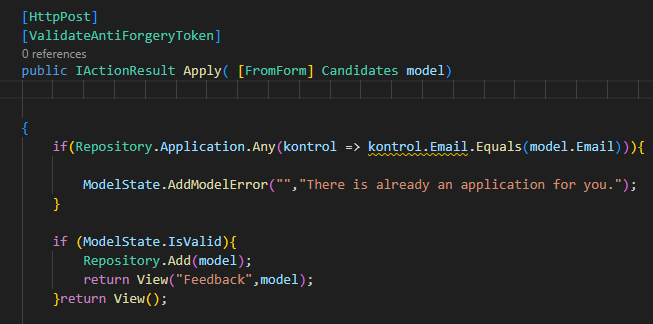 [HttpPost]
[ValidateAntiForgeryToken]
0 references
public IActionResult Apply( [FromForm] Candidates model)
{
if(Repository.Application.Any(kontrol => kontrol.Email.Equals(model.Email))){
ModelState.AddModelError("","There is already an application for you.");
}
if (ModelState.IsValid){
Repository.Add(model);
return View("Feedback",model);
}return View();